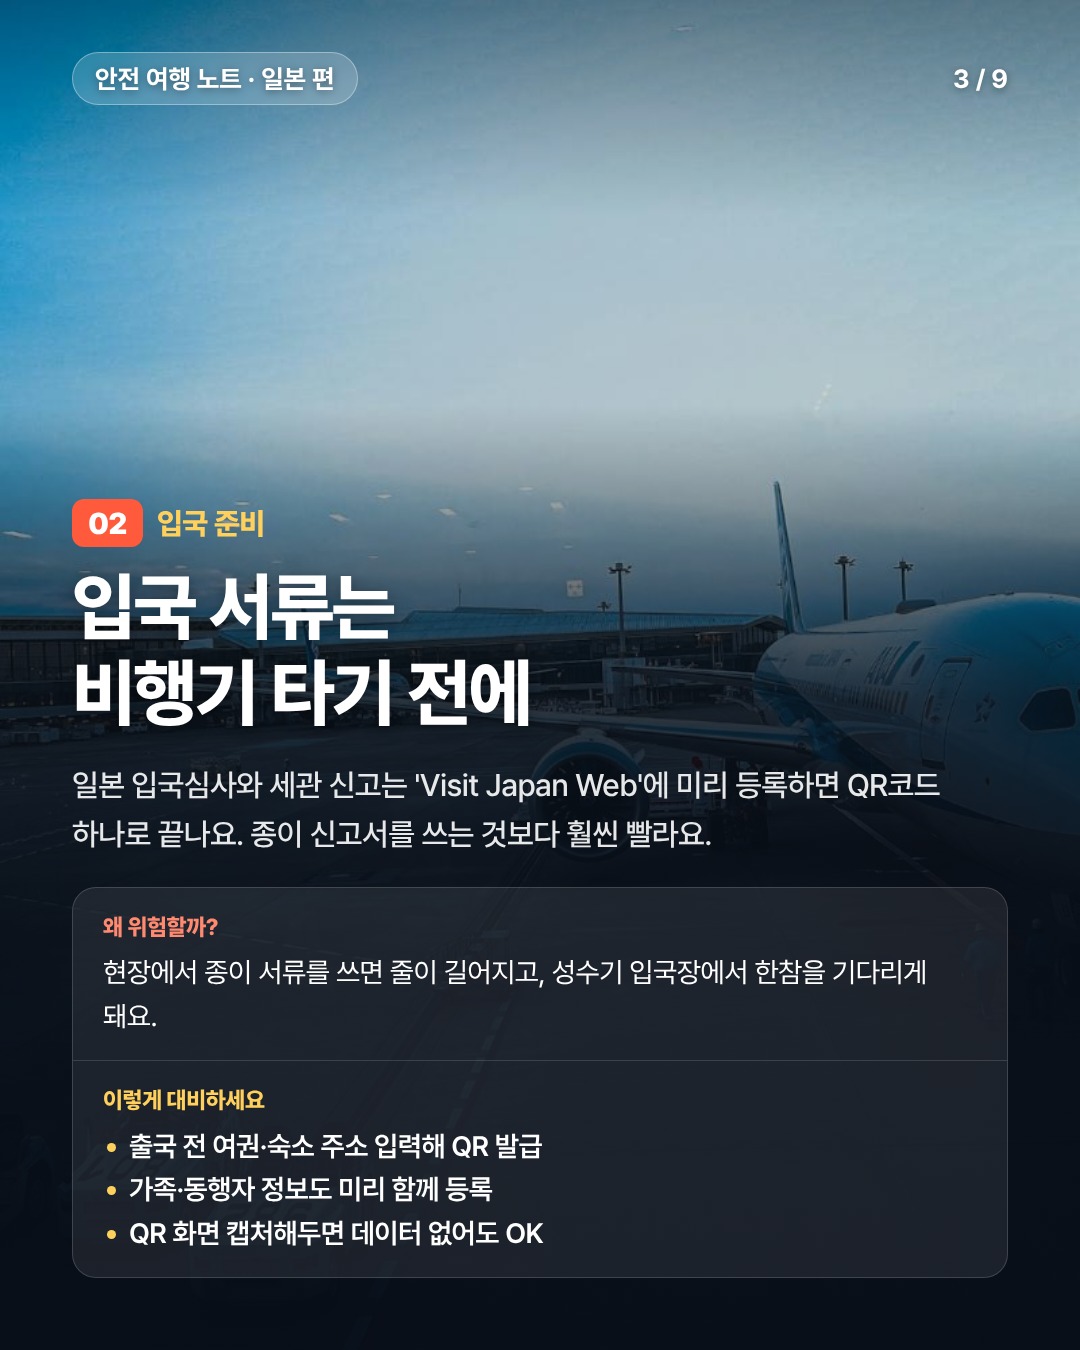 안전 여행 노트 · 일본 편
3 / 9
02 입국 준비
입국 서류는
비행기 타기 전에
일본 입국심사와 세관 신고는 'Visit Japan Web'에 미리 등록하면 QR코드
하나로 끝나요. 종이 신고서를 쓰는 것보다 훨씬 빨라요.
왜 위험할까?
현장에서 종이 서류를 쓰면 줄이 길어지고, 성수기 입국장에서 한참을 기다리게
돼요.
이렇게 대비하세요
• 출국 전 여권·숙소 주소 입력해 QR 발급
• 가족·동행자 정보도 미리 함께 등록
• QR 화면 캡처해두면 데이터 없어도 OK